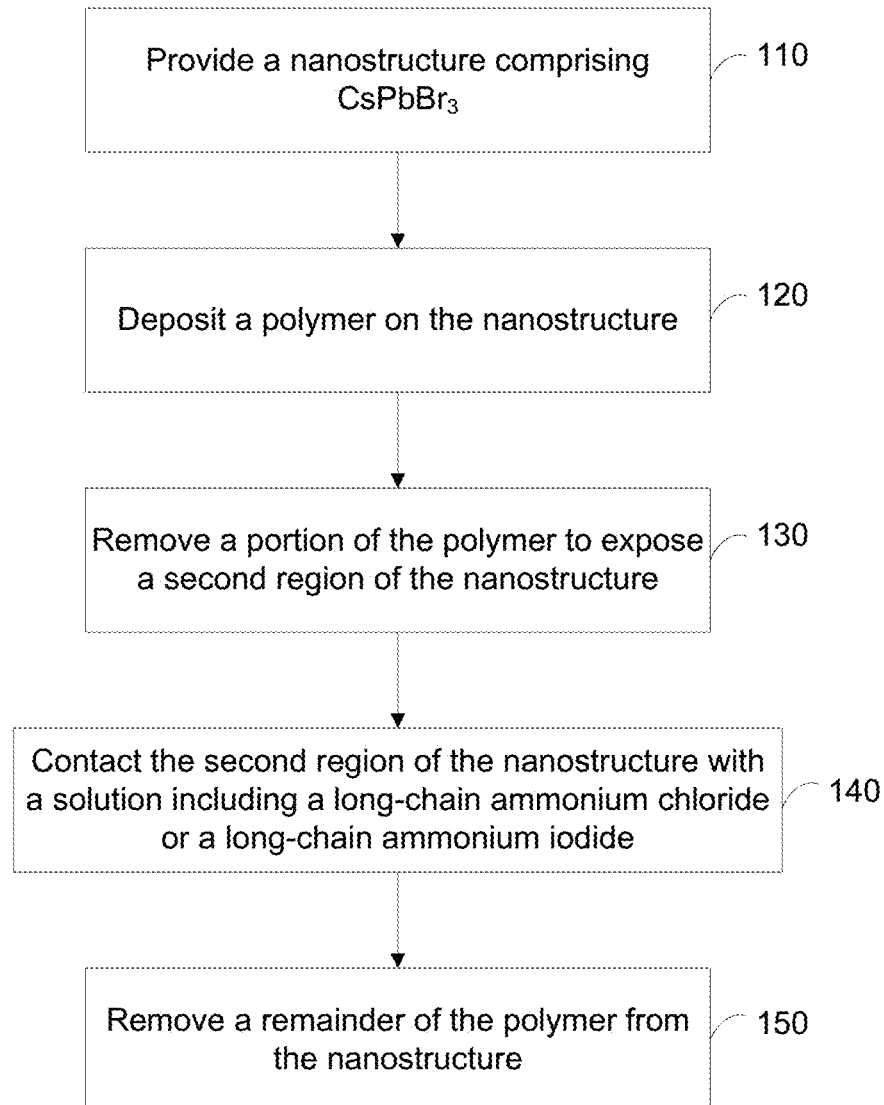 Provide a nanostructure comprising
CsPbBr₃
110
Deposit a polymer on the nanostructure
120
Remove a portion of the polymer to expose
a second region of the nanostructure
130
Contact the second region of the nanostructure with
a solution including a long-chain ammonium chloride
or a long-chain ammonium iodide
140
Remove a remainder of the polymer from
the nanostructure
150